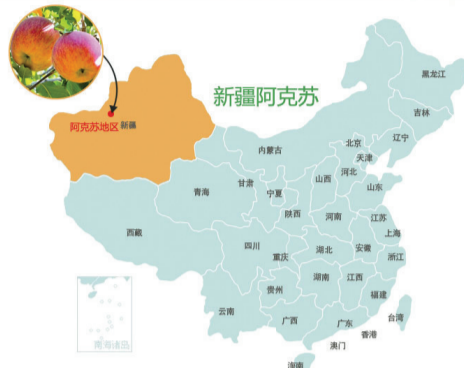 新疆阿克苏
阿克苏地区
新疆
黑龙江
吉林
辽宁
内蒙古
北京
天津
河北
山西
山东
青海
甘肃
宁夏
陕西
河南
江苏
上海
西藏
四川
重庆
湖北
安徽
浙江
湖南
江西
贵州
福建
云南
广西
广东
台湾
香港
澳门
海南
南海诸岛